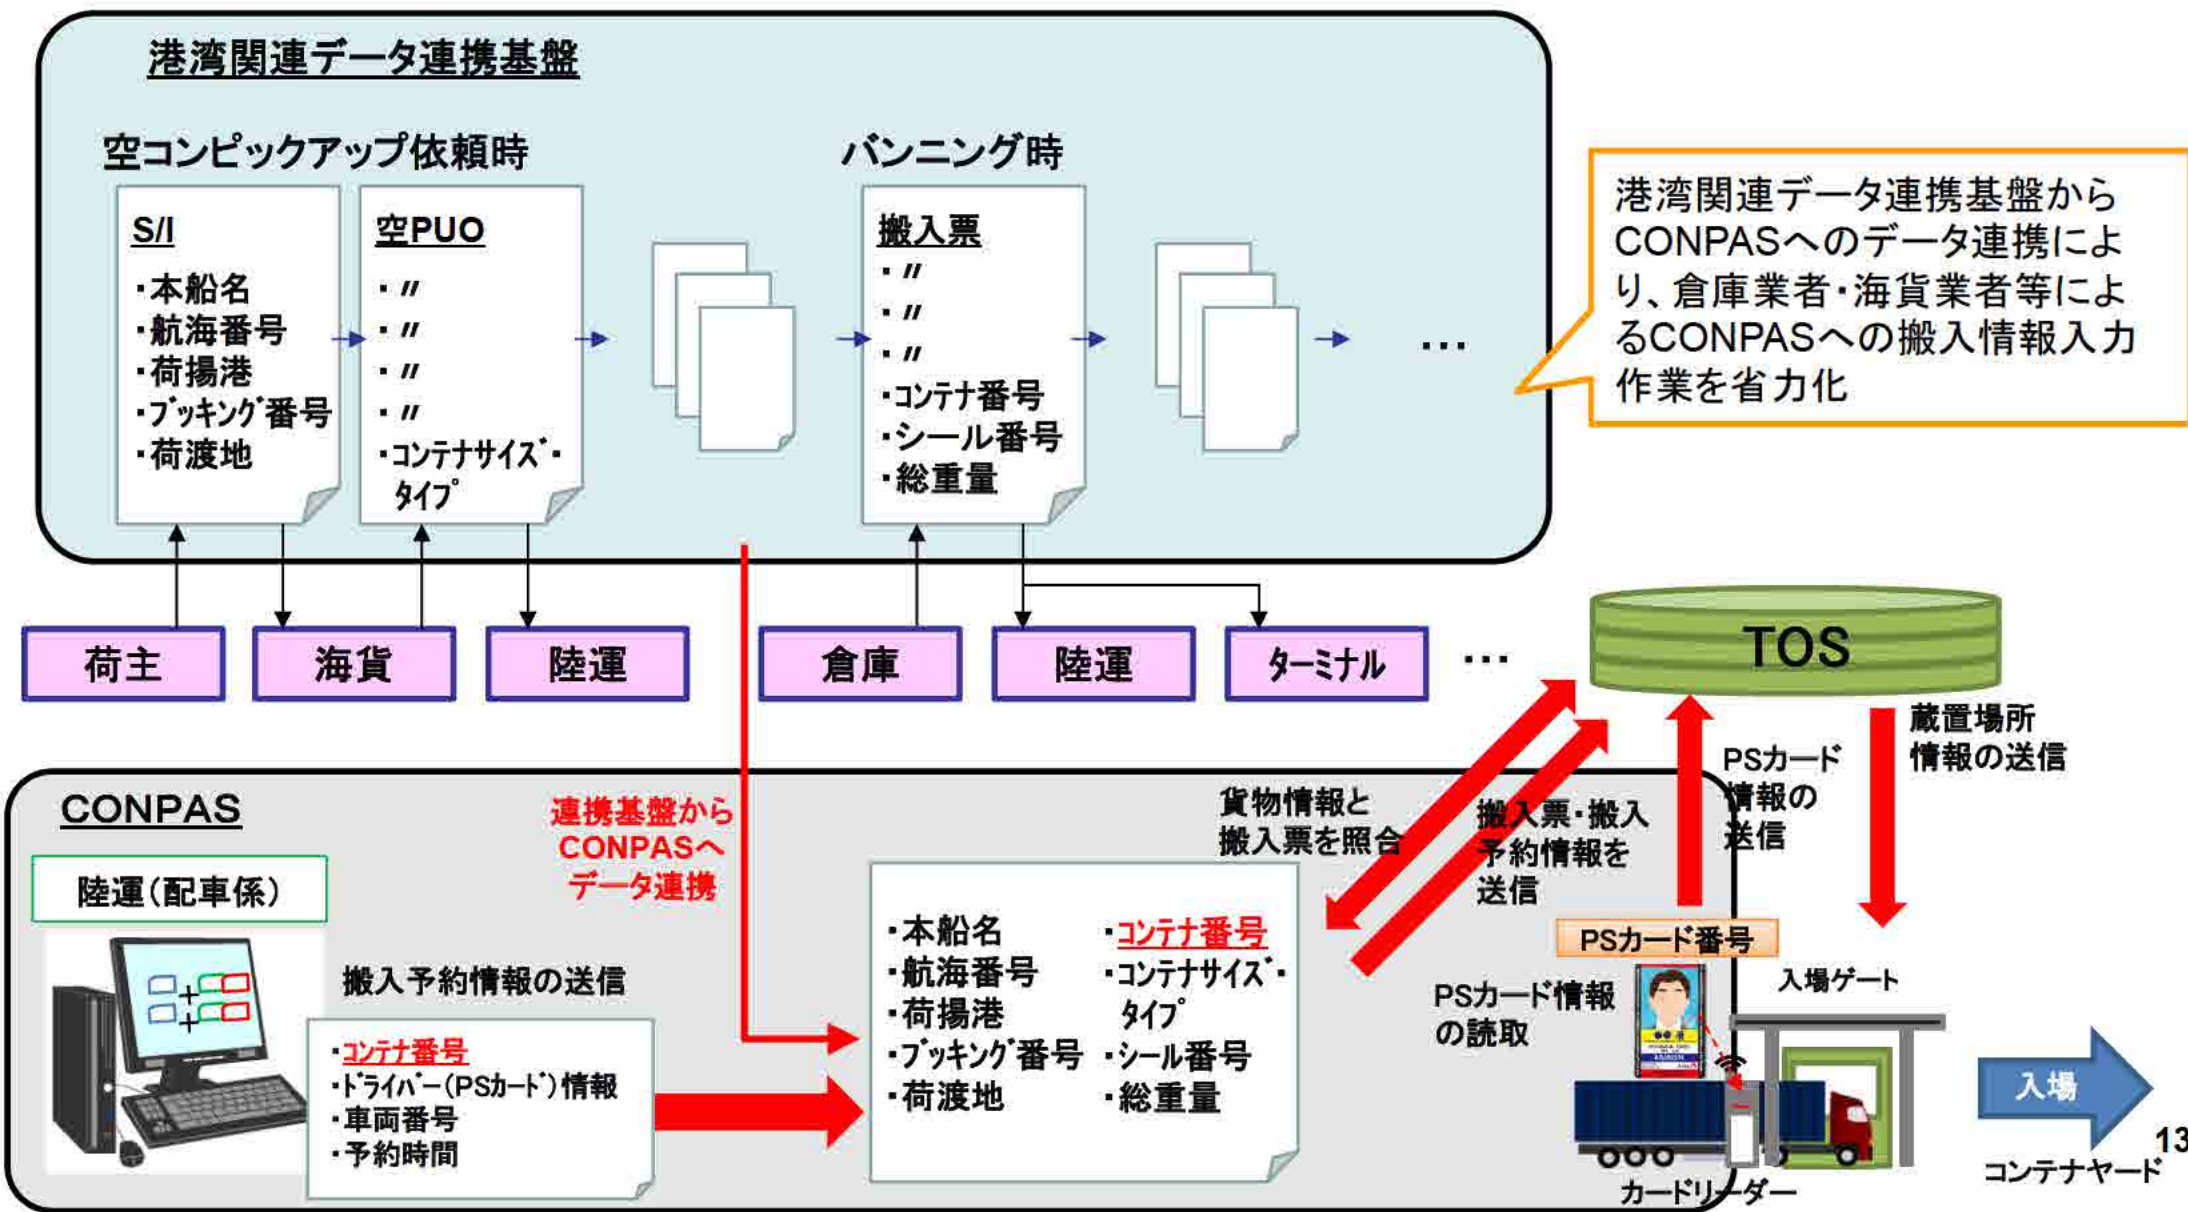 港湾関連データ連携基盤
空コンピックアップ依頼時
バンニング時
S/I
・本船名
・航海番号
・荷揚港
・ブッキング番号
・荷渡地
空PUO
・〃
・〃
・〃
・〃
・コンテナサイズ・
タイプ
搬入票
・〃
・〃
・〃
・コンテナ番号
・シール番号
・総重量
…
港湾関連データ連携基盤から
CONPASへのデータ連携によ
り、倉庫業者・海貨業者等によ
るCONPASへの搬入情報入力
作業を省力化
荷主
海貨
陸運
倉庫
陸運
ターミナル
…
TOS
蔵置場所
情報の送信
PSカード
情報の
送信
貨物情報と
搬入票を照合
搬入票・搬入
予約情報を
送信
CONPAS
連携基盤から
CONPASへ
データ連携
陸運(配車係)
搬入予約情報の送信
・コンテナ番号
・ドライバー(PSカード)情報
・車両番号
・予約時間
・本船名
・航海番号
・荷揚港
・ブッキング番号
・荷渡地
・コンテナ番号
・コンテナサイズ・
タイプ
・シール番号
・総重量
PSカード番号
PSカード情報
の読取
入場ゲート
カードリーダー
入場
コンテナヤード
13